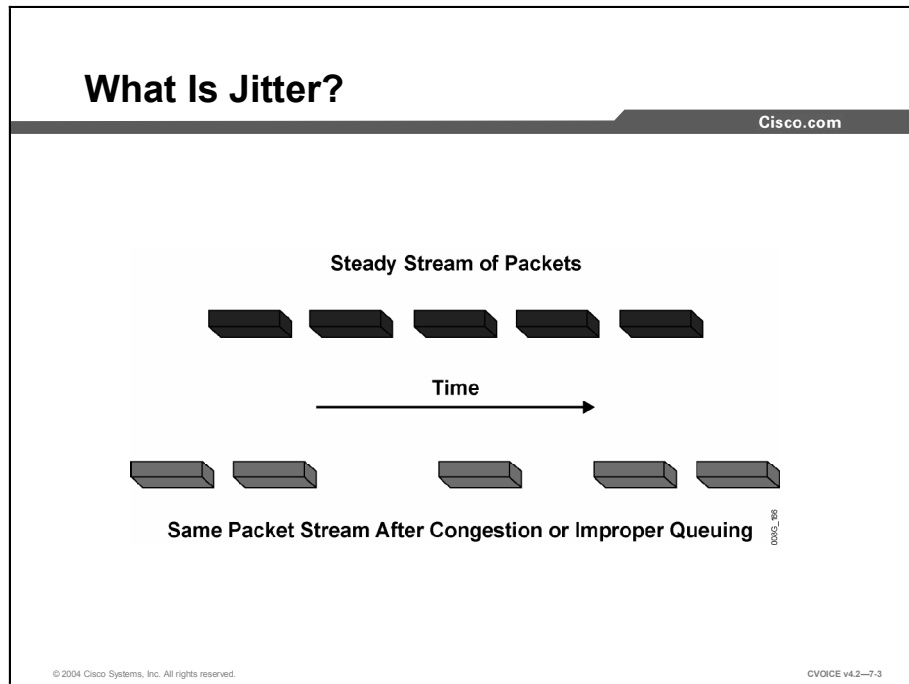 What Is Jitter?
Cisco.com
Steady Stream of Packets
Time
Same Packet Stream After Congestion or Improper Queuing
008G_186
© 2004 Cisco Systems, Inc. All rights reserved.
CVOICE v4.2—7-3